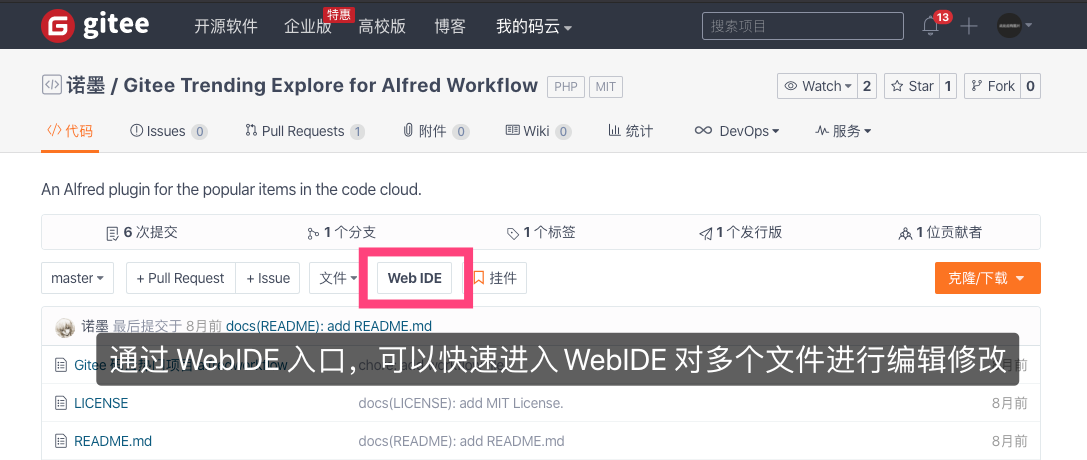 gitee 开源软件 企业版 特惠 高校版 博客 我的码云 搜索项目 13
诺墨 / Gitee Trending Explore for Alfred Workflow PHP MIT Watch 2 Star 1 Fork 0
代码 Issues 0 Pull Requests 1 附件 0 Wiki 0 统计 DevOps 服务
An Alfred plugin for the popular items in the code cloud.
6 次提交 1 个分支 1 个标签 1 个发行版 1 位贡献者
master + Pull Request + Issue 文件 Web IDE 挂件 克隆/下载
诺墨 最后提交于 8月前 docs(README): add README.md
通过 WebIDE 入口，可以快速进入 WebIDE 对多个文件进行编辑修改
Gitee
LICENSE docs(LICENSE): add MIT License. 8月前
README.md docs(README): add README.md 8月前